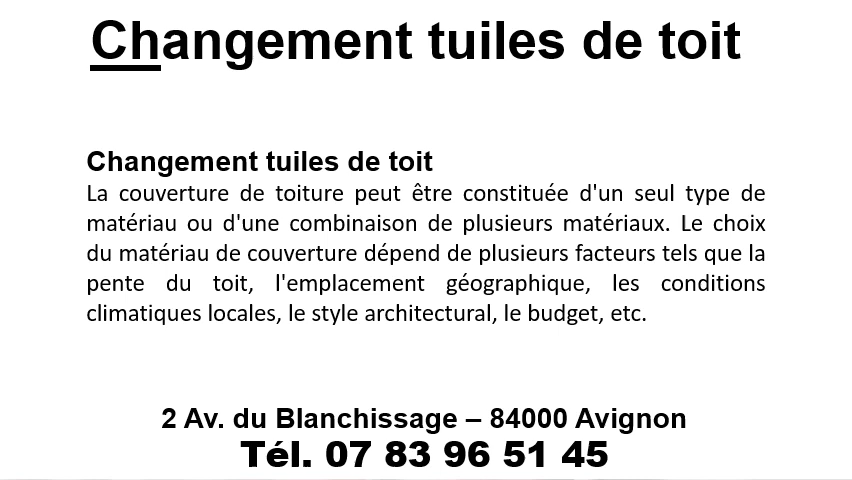 Changement tuiles de toit
Changement tuiles de toit
La couverture de toiture peut être constituée d'un seul type de
matériau ou d'une combinaison de plusieurs matériaux. Le choix
du matériau de couverture dépend de plusieurs facteurs tels que la
pente du toit, l'emplacement géographique, les conditions
climatiques locales, le style architectural, le budget, etc.
2 Av. du Blanchissage – 84000 Avignon
Tél. 07 83 96 51 45